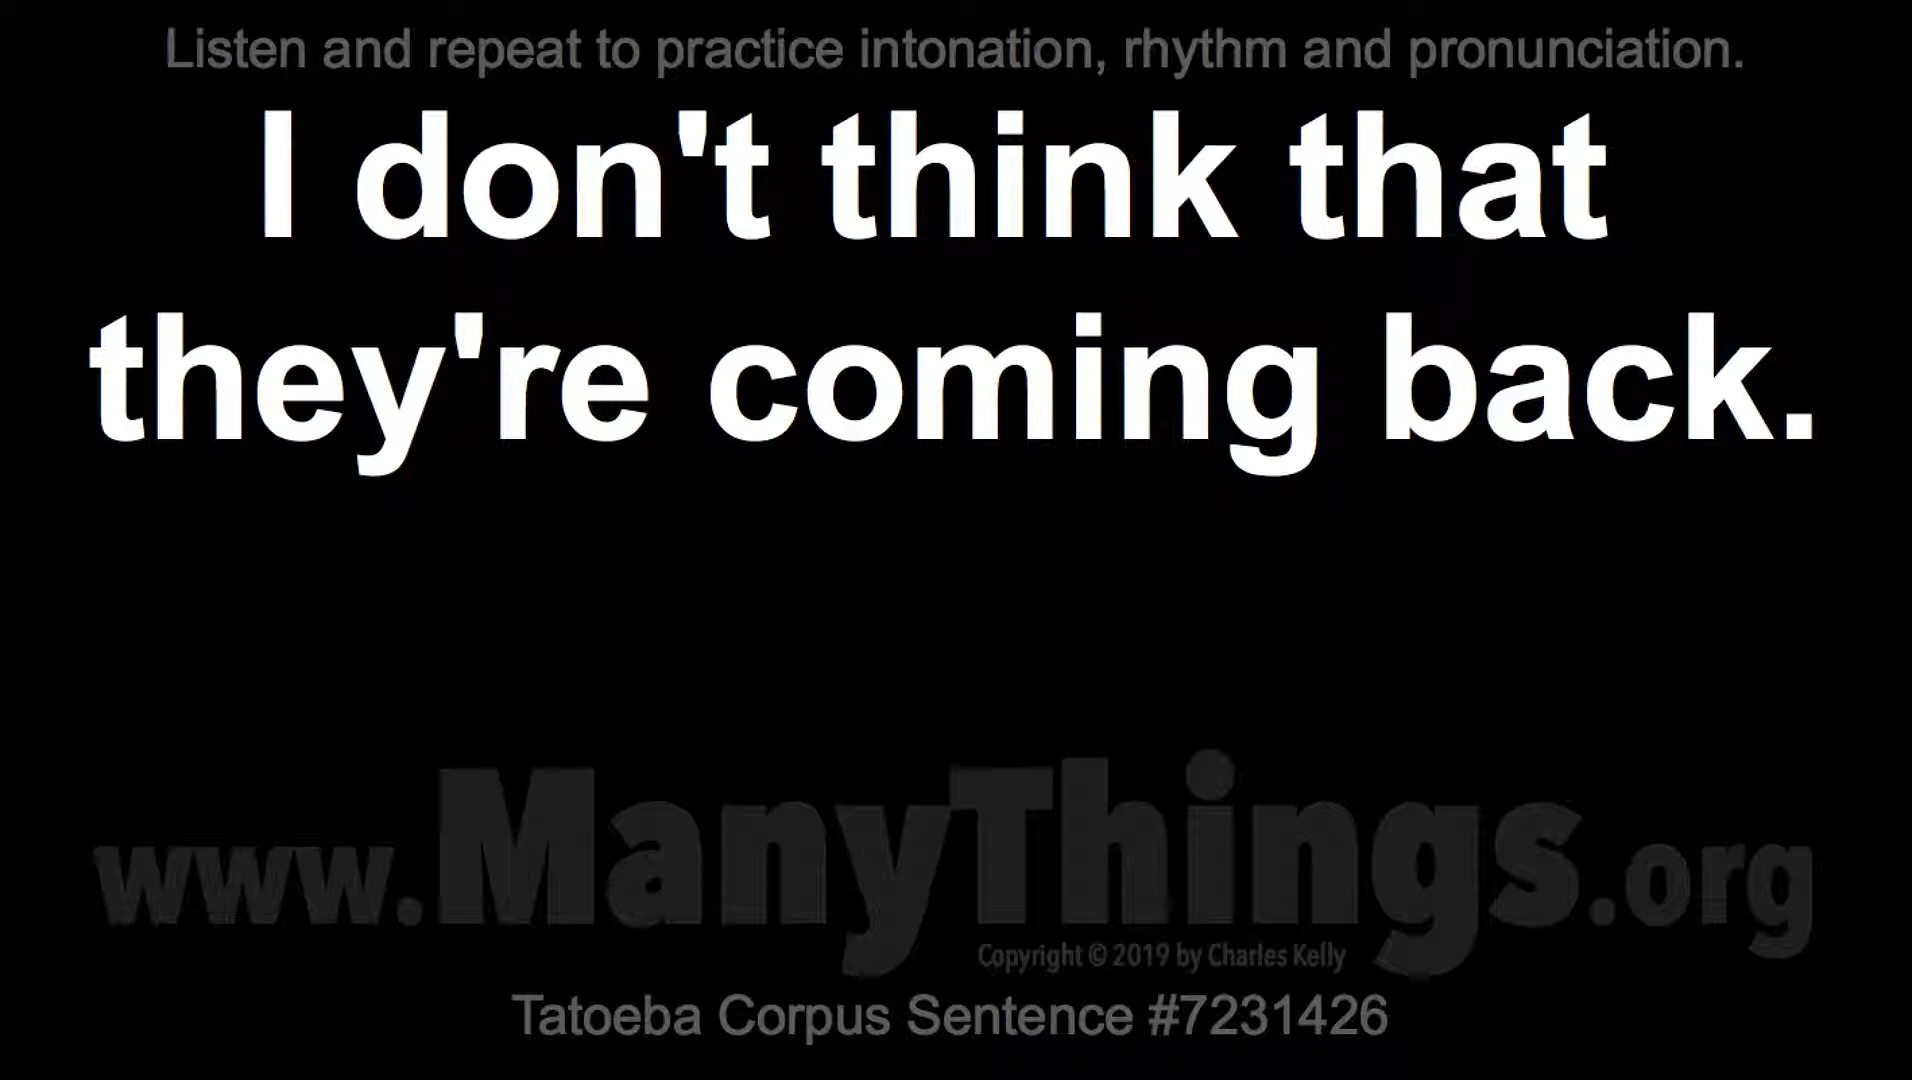 Listen and repeat to practice intonation, rhythm and pronunciation.
I don't think that
they're coming back.
www.ManyThings.org
Copyright © 2019 by Charles Kelly
Tatoeba Corpus Sentence #7231426